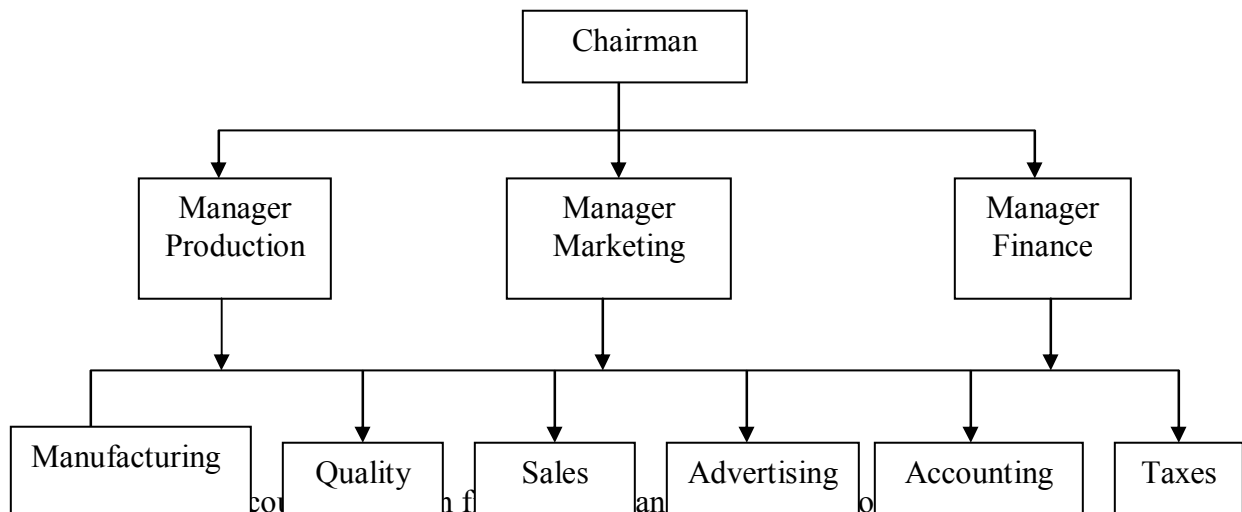 Chairman
Manager
Production
Manager
Marketing
Manager
Finance
Manufacturing
Quality
Sales
Advertising
Accounting
Taxes